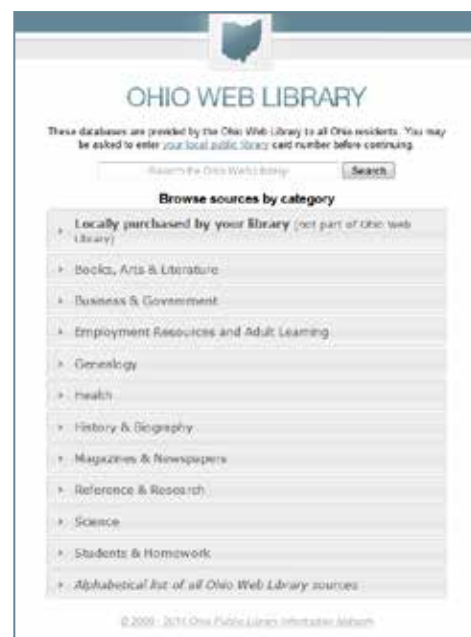 OHIO WEB LIBRARY
These databases are provided by the Ohio Web Library to all Ohio residents. You may
be asked to enter your local public library card number before continuing.
Search the Ohio Web Library Search
Browse sources by category
Locally purchased by your library (not part of Ohio Web
Library)
Books, Arts & Literature
Business & Government
Employment Resources and Adult Learning
Genealogy
Health
History & Biography
Magazines & Newspapers
Reference & Research
Science
Students & Homework
Alphabetical list of all Ohio Web Library sources
Ohio Public Library Information Network